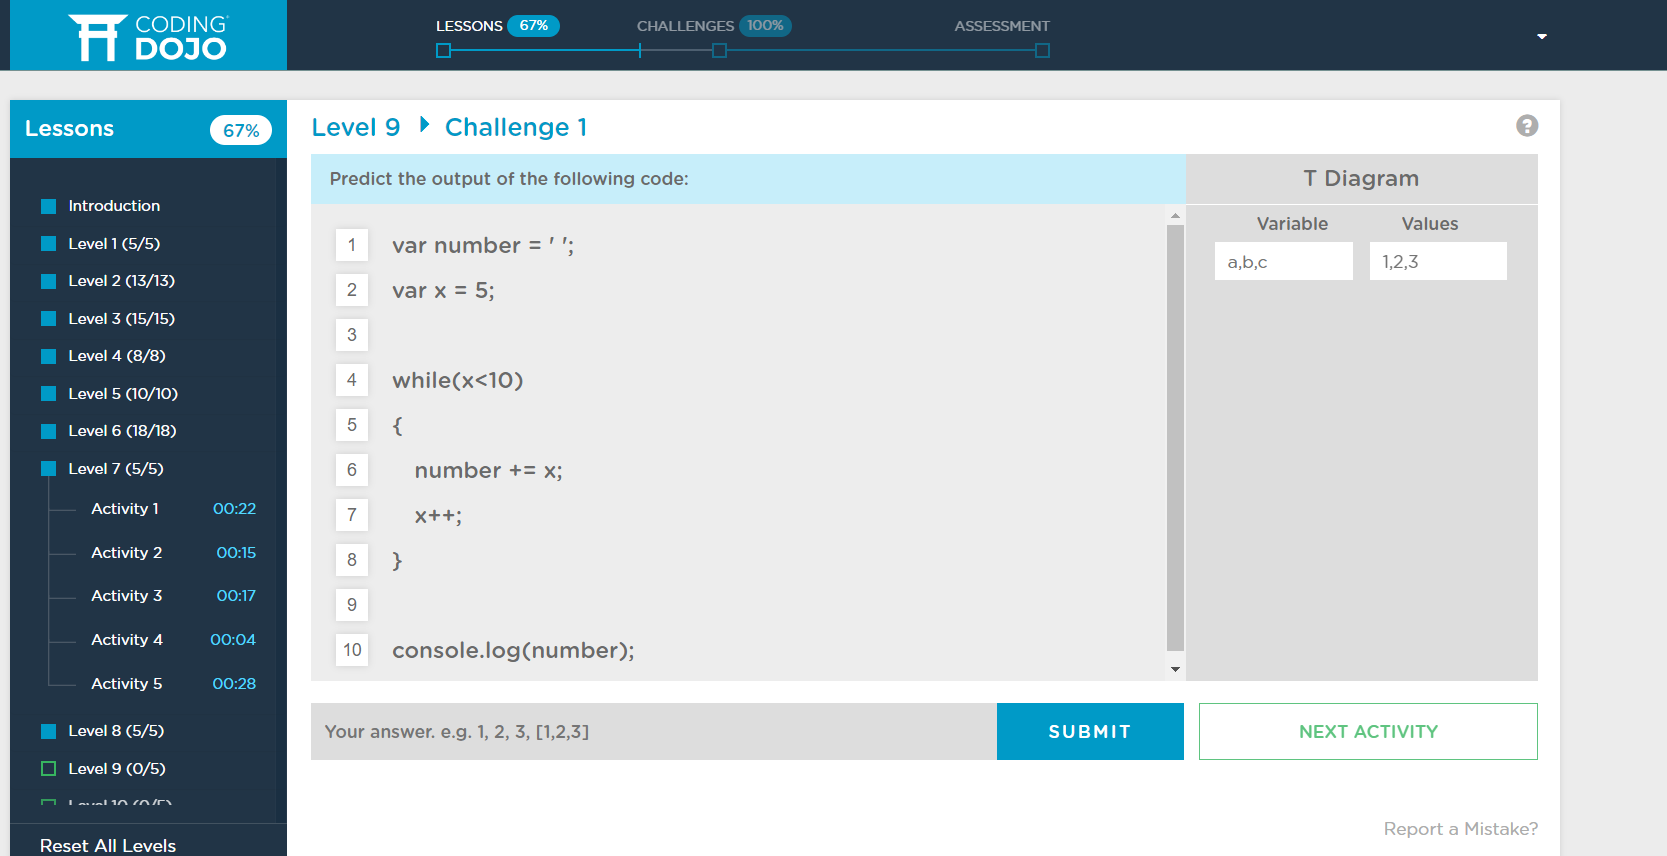 CODING
DOJO
LESSONS 67%
CHALLENGES 100%
ASSESSMENT
Lessons 67%
Introduction
Level 1 (5/5)
Level 2 (13/13)
Level 3 (15/15)
Level 4 (8/8)
Level 5 (10/10)
Level 6 (18/18)
Level 7 (5/5)
Activity 1 00:22
Activity 2 00:15
Activity 3 00:17
Activity 4 00:04
Activity 5 00:28
Level 8 (5/5)
Level 9 (0/5)
Level 10 (0/5)
Reset All Levels
Level 9 Challenge 1
?
Predict the output of the following code:
1 var number = ' ';
2 var x = 5;
3
4 while(x<10)
5 {
6 number += x;
7 x++;
8 }
9
10 console.log(number);
T Diagram
Variable Values
a,b,c 1,2,3
Your answer. e.g. 1, 2, 3, [1,2,3]
SUBMIT
NEXT ACTIVITY
Report a Mistake?